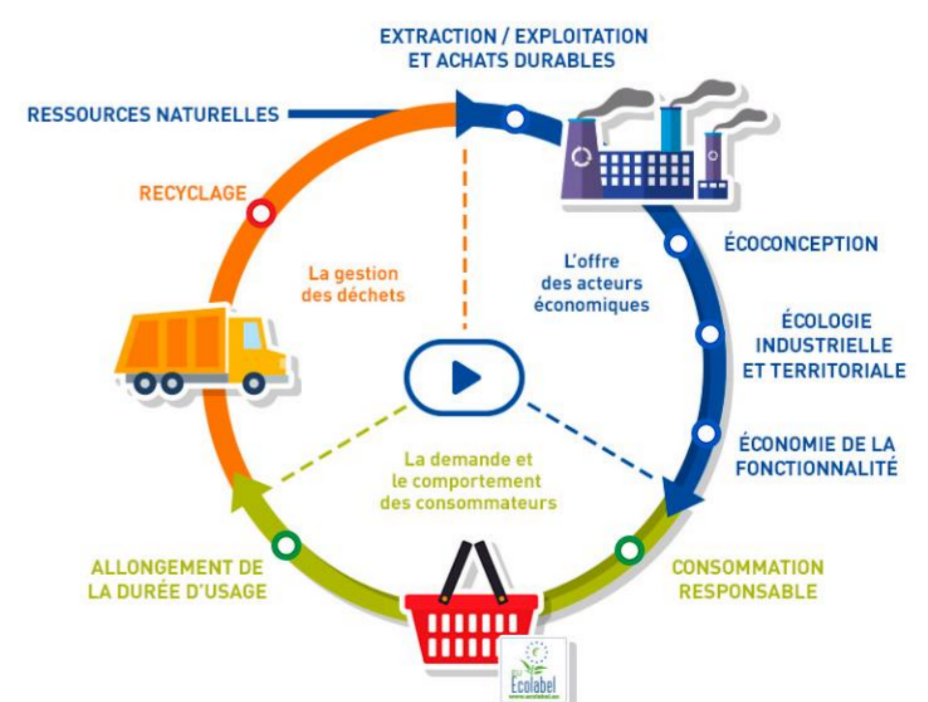 EXTRACTION / EXPLOITATION
ET ACHATS DURABLES
RESSOURCES NATURELLES
RECYCLAGE
La gestion
des déchets
L'offre
des acteurs
économiques
ÉCOCONCEPTION
ÉCOLOGIE
INDUSTRIELLE
ET TERRITORIALE
ÉCONOMIE DE LA
FONCTIONNALITÉ
La demande et
le comportement
des consommateurs
ALLONGEMENT DE
LA DURÉE D'USAGE
CONSOMMATION
RESPONSABLE
Ecolabel